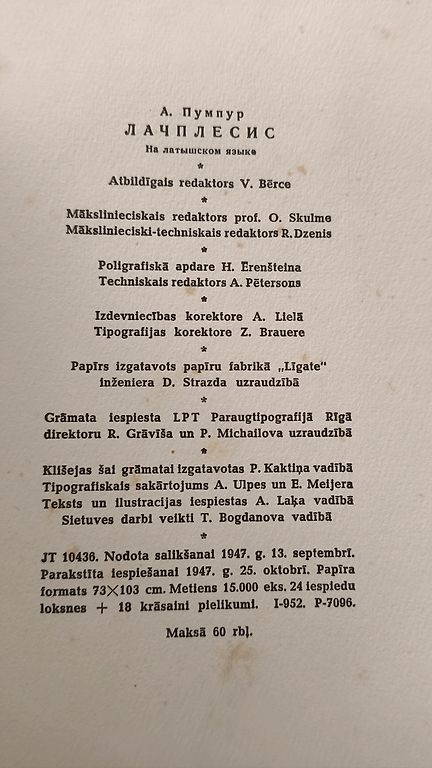 А. Пумпур
ЛАЧПЛЕСИС
На латышском языке
*
Atbildīgais redaktors V. Bērce
*
Mākslinieciskais redaktors prof. O. Skulme
Mākslinieciski-techniskais redaktors R. Dzenis
*
Poligrafiskā apdare H. Ērenšteina
Techniskais redaktors A. Pētersons
*
Izdevniecības korektore A. Lielā
Tipografijas korektore Z. Brauere
*
Papīrs izgatavots papīru fabrikā „Līgate“
inženiera D. Strazda uzraudzībā
*
Grāmata iespiesta LPT Paraugtipografijā Rīgā
direktoru R. Grāvīša un P. Michailova uzraudzībā
*
Klišejas šai grāmatai izgatavotas P. Kaktiņa vadībā
Tipografiskais sakārtojums A. Ulpes un E. Meijera
Teksts un ilustracijas iespiestas A. Laķa vadībā
Sietuves darbi veikti T. Bogdanova vadībā
*
JT 10436. Nodota salikšanai 1947. g. 13. septembrī.
Parakstīta iespiešanai 1947. g. 25. oktobrī. Papīra
formats 73×103 cm. Metiens 15.000 eks. 24 iespiedu
loksnes + 18 krāsaini pielikumi. I-952. P-7096.
Maksā 60 rbļ.